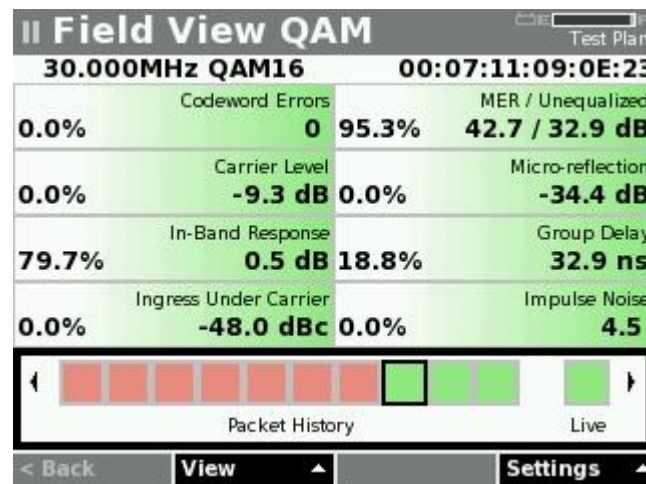 Field View QAM
E F
Test Plan
30.000MHz QAM16 00:07:11:09:0E:23
Codeword Errors MER / Unequalized
0.0% 0 95.3% 42.7 / 32.9 dB
Carrier Level Micro-reflection
0.0% -9.3 dB 0.0% -34.4 dB
In-Band Response Group Delay
79.7% 0.5 dB 18.8% 32.9 ns
Ingress Under Carrier Impulse Noise
0.0% -48.0 dBc 0.0% 4.5
Packet History Live
< Back View Settings